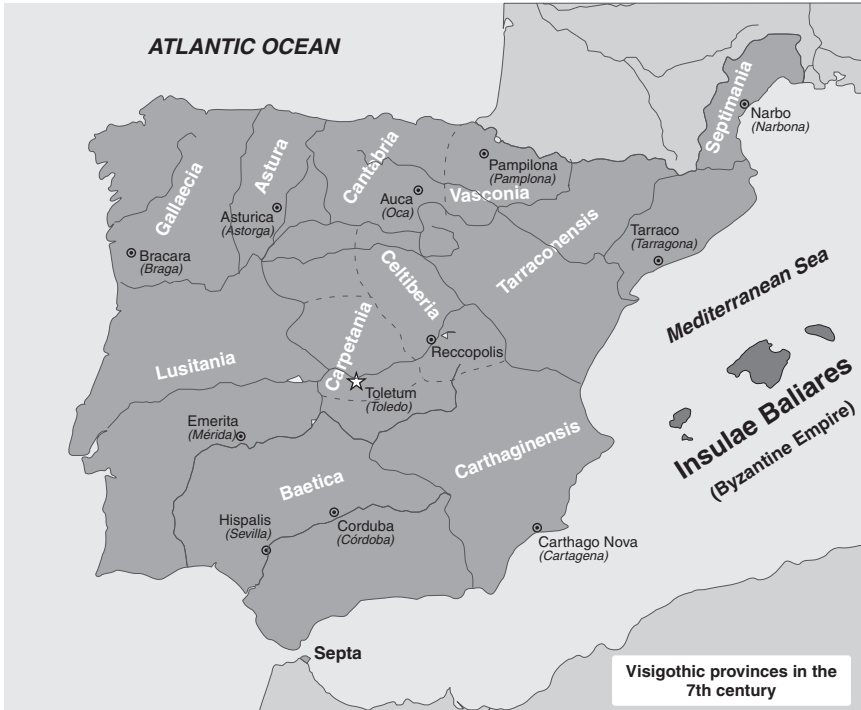 ATLANTIC OCEAN
Septimania
Narbo
(Narbona)
Gallaecia
Astura
Cantabria
Pampilona
(Pamplona)
Vasconia
Auca
(Oca)
Asturica
(Astorga)
Bracara
(Braga)
Tarraconensis
Tarraco
(Tarragona)
Celtiberia
Mediterranean Sea
Carpetania
Reccopolis
Lusitania
Toletum
(Toledo)
Insulae Baliares
(Byzantine Empire)
Emerita
(Mérida)
Carthaginensis
Baetica
Hispalis
(Sevilla)
Corduba
(Córdoba)
Carthago Nova
(Cartagena)
Septa
Visigothic provinces in the
7th century